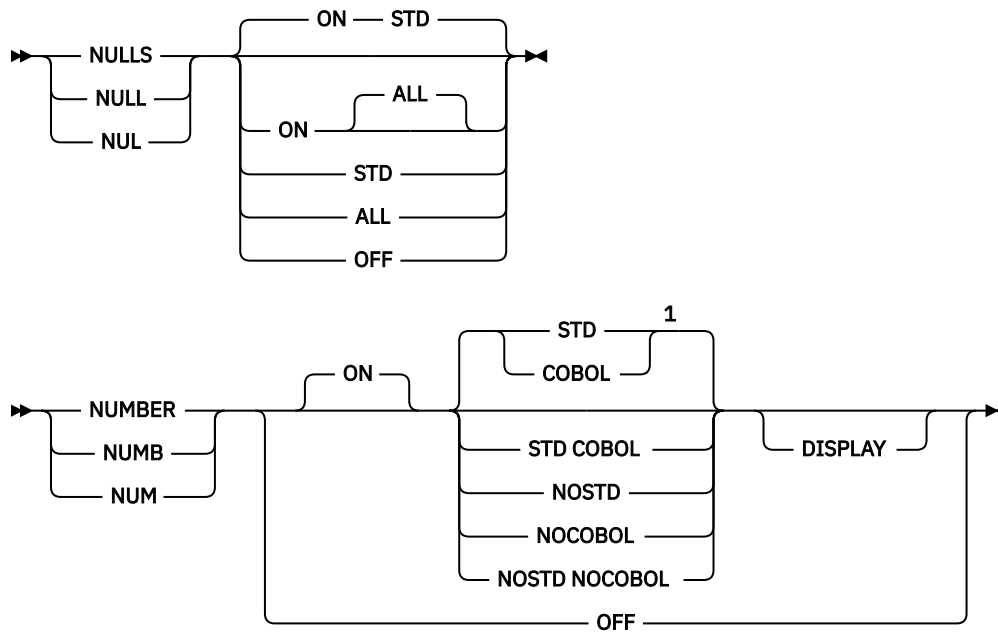 ON STD
NULLS
NULL
NUL
ALL
ON
STD
ALL
OFF
1
STD
COBOL
ON
NUMBER
NUMB
NUM
STD COBOL
NOSTD
NOCOBOL
NOSTD NOCOBOL
DISPLAY
OFF